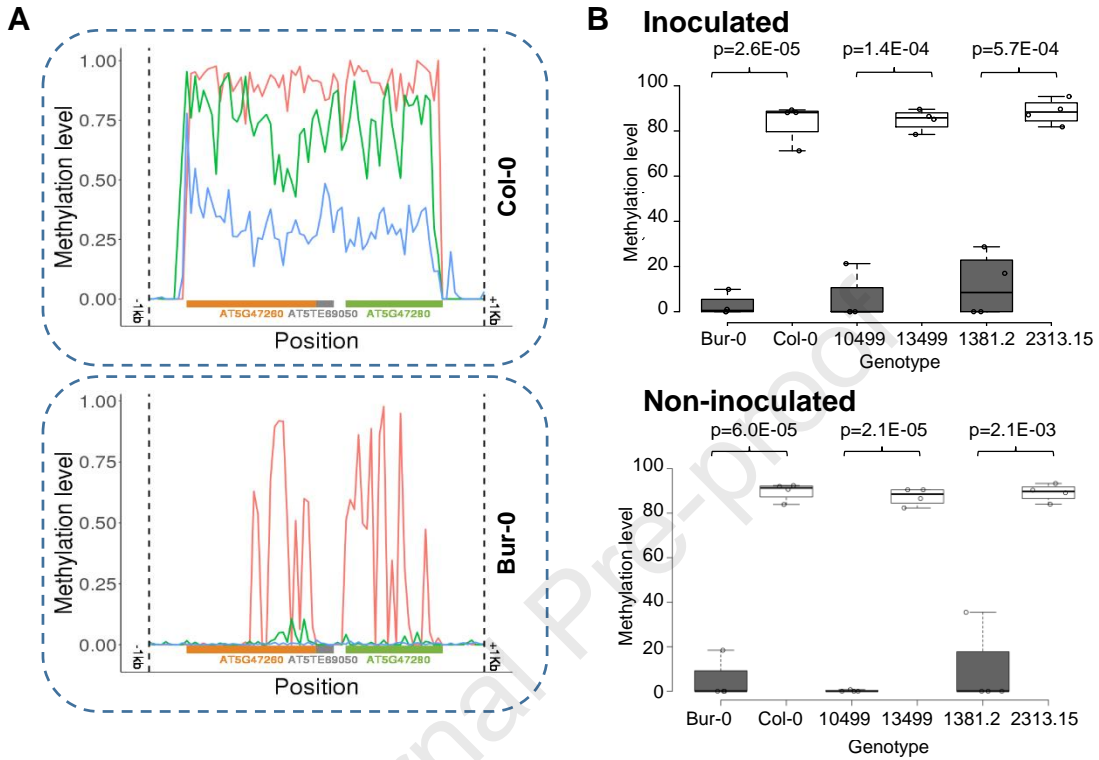 A
1.00
0.75
0.50
0.25
0.00
Methylation level
Col-0
-1Kb
+1Kb
AT5G47260 AT5TE69050 AT5G47280
Position
1.00
0.75
0.50
0.25
0.00
Methylation level
Bur-0
-1Kb
+1Kb
AT5G47260 AT5TE69050 AT5G47280
Position
B
Inoculated
p=2.6E-05 p=1.4E-04 p=5.7E-04
100
80
60
40
20
0
Methylation level
Bur-0 Col-0 10499 13499 1381.2 2313.15
Genotype
Non-inoculated
p=6.0E-05 p=2.1E-05 p=2.1E-03
100
80
60
40
20
0
Methylation level
Bur-0 Col-0 10499 13499 1381.2 2313.15
Genotype
rnal Pre-proof